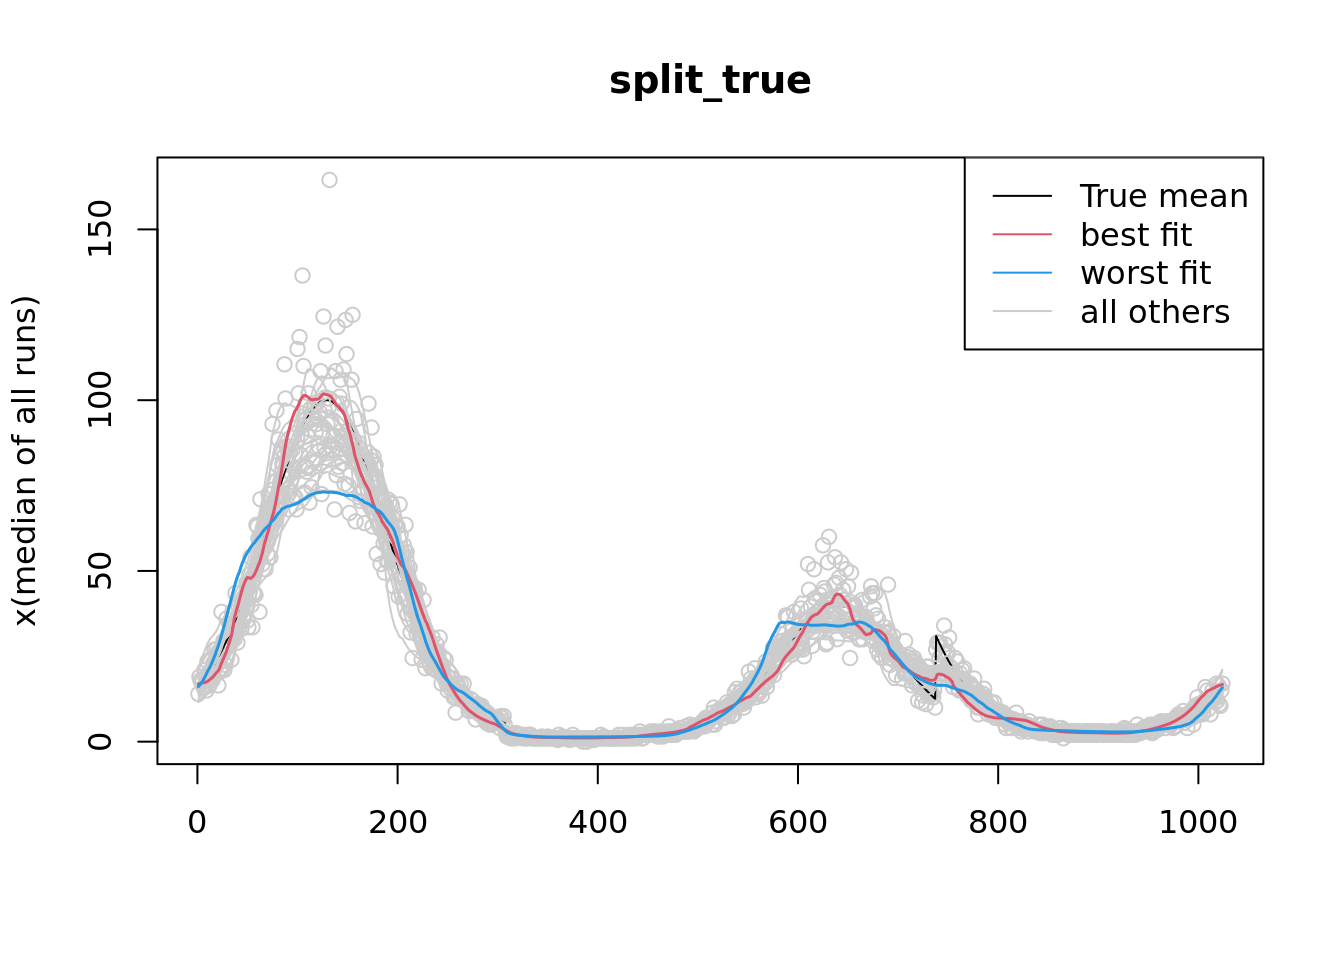 split_true
x(median of all runs)
150
100
50
0
True mean
best fit
worst fit
all others
0 200 400 600 800 1000